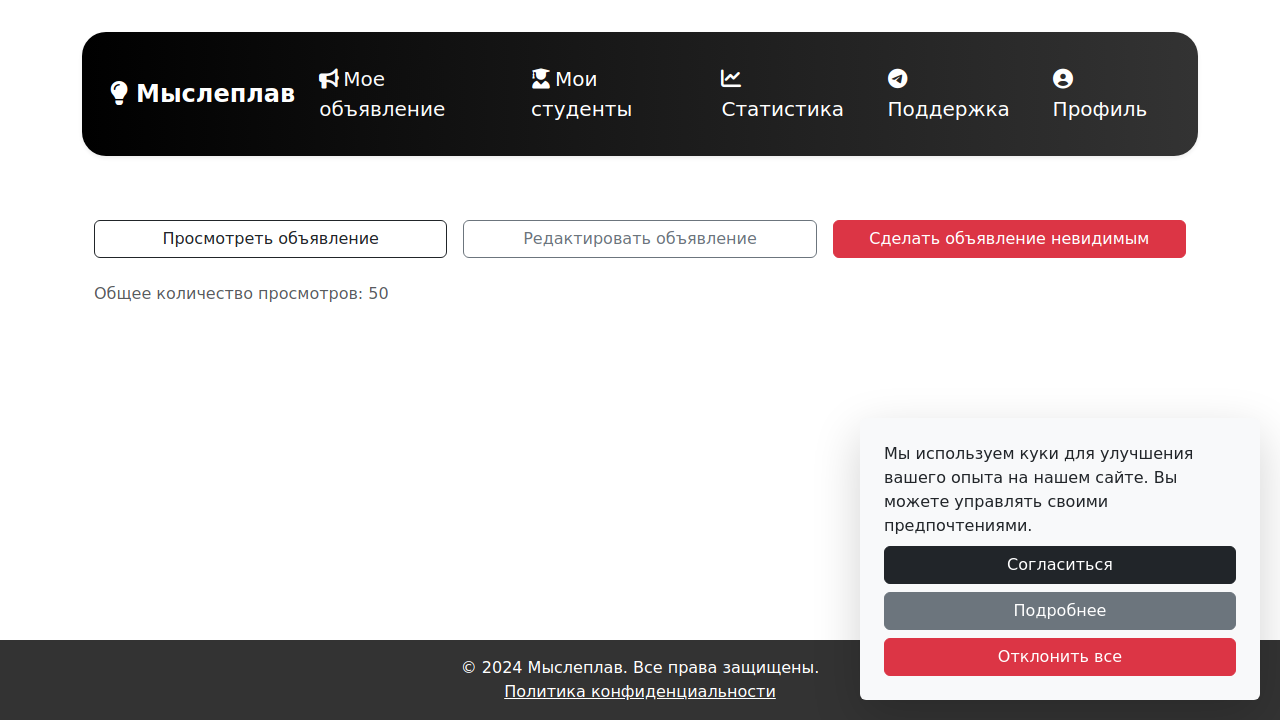 Мыслеплав
Мое
объявление
Мои
студенты
Статистика
Поддержка
Профиль
Просмотреть объявление
Редактировать объявление
Сделать объявление невидимым
Общее количество просмотров: 50
Мы используем куки для улучшения
вашего опыта на нашем сайте. Вы
можете управлять своими
предпочтениями.
Согласиться
Подробнее
Отклонить все
© 2024 Мыслеплав. Все права защищены.
Политика конфиденциальности